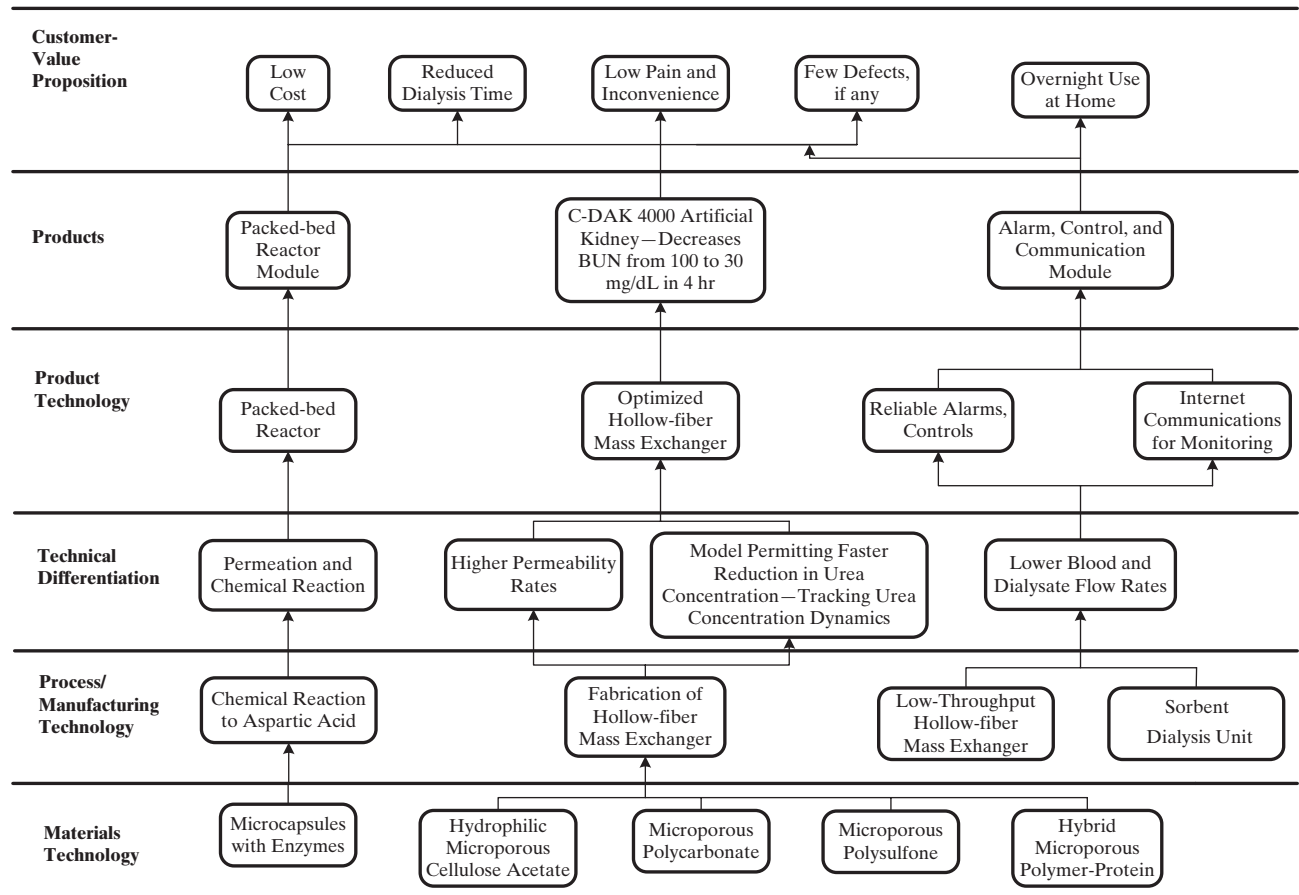 Customer-
Value
Proposition
Low
Cost
Reduced
Dialysis Time
Low Pain and
Inconvenience
Few Defects,
if any
Overnight Use
at Home
Products
Packed-bed
Reactor
Module
C-DAK 4000 Artificial
Kidney—Decreases
BUN from 100 to 30
mg/dL in 4 hr
Alarm, Control, and
Communication
Module
Product
Technology
Packed-bed
Reactor
Optimized
Hollow-fiber
Mass Exchanger
Reliable Alarms,
Controls
Internet
Communications
for Monitoring
Technical
Differentiation
Permeation and
Chemical Reaction
Higher Permeability
Rates
Model Permitting Faster
Reduction in Urea
Concentration—Tracking Urea
Concentration Dynamics
Lower Blood and
Dialysate Flow Rates
Process/
Manufacturing
Technology
Chemical Reaction
to Aspartic Acid
Fabrication of
Hollow-fiber
Mass Exchanger
Low-Throughput
Hollow-fiber
Mass Exhanger
Sorbent
Dialysis Unit
Materials
Technology
Microcapsules
with Enzymes
Hydrophilic
Microporous
Cellulose Acetate
Microporous
Polycarbonate
Microporous
Polysulfone
Hybrid
Microporous
Polymer-Protein